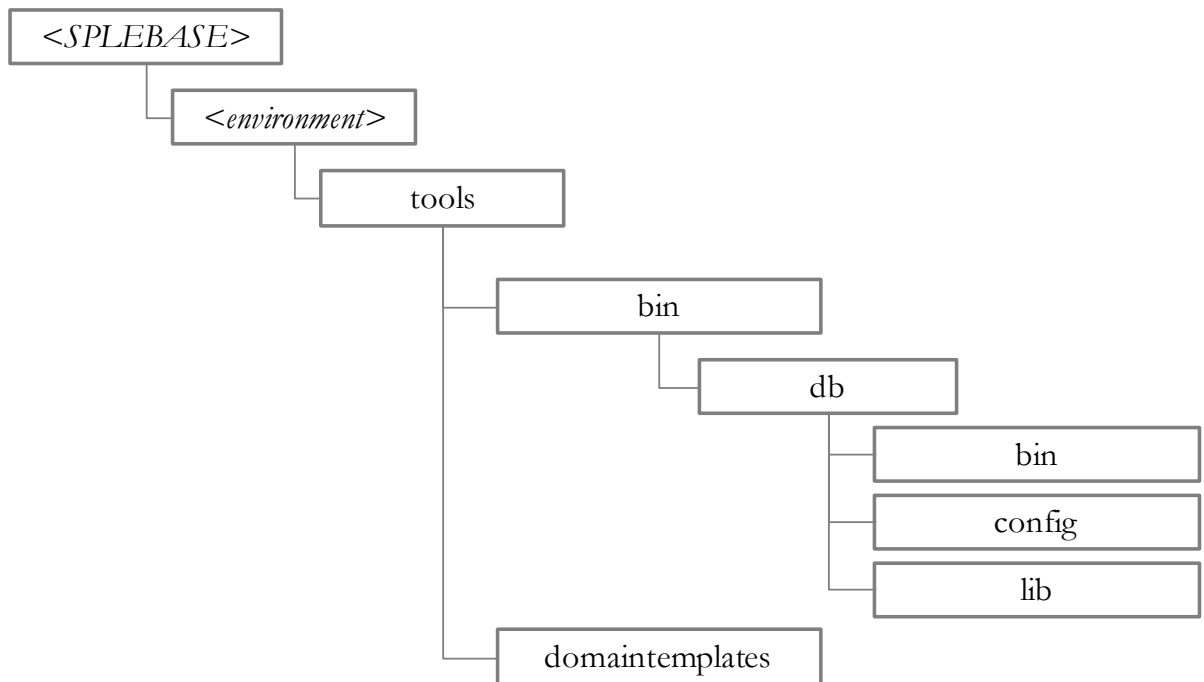 <SPLEBASE>
<environment>
tools
bin
db
bin
config
lib
domaintemplates